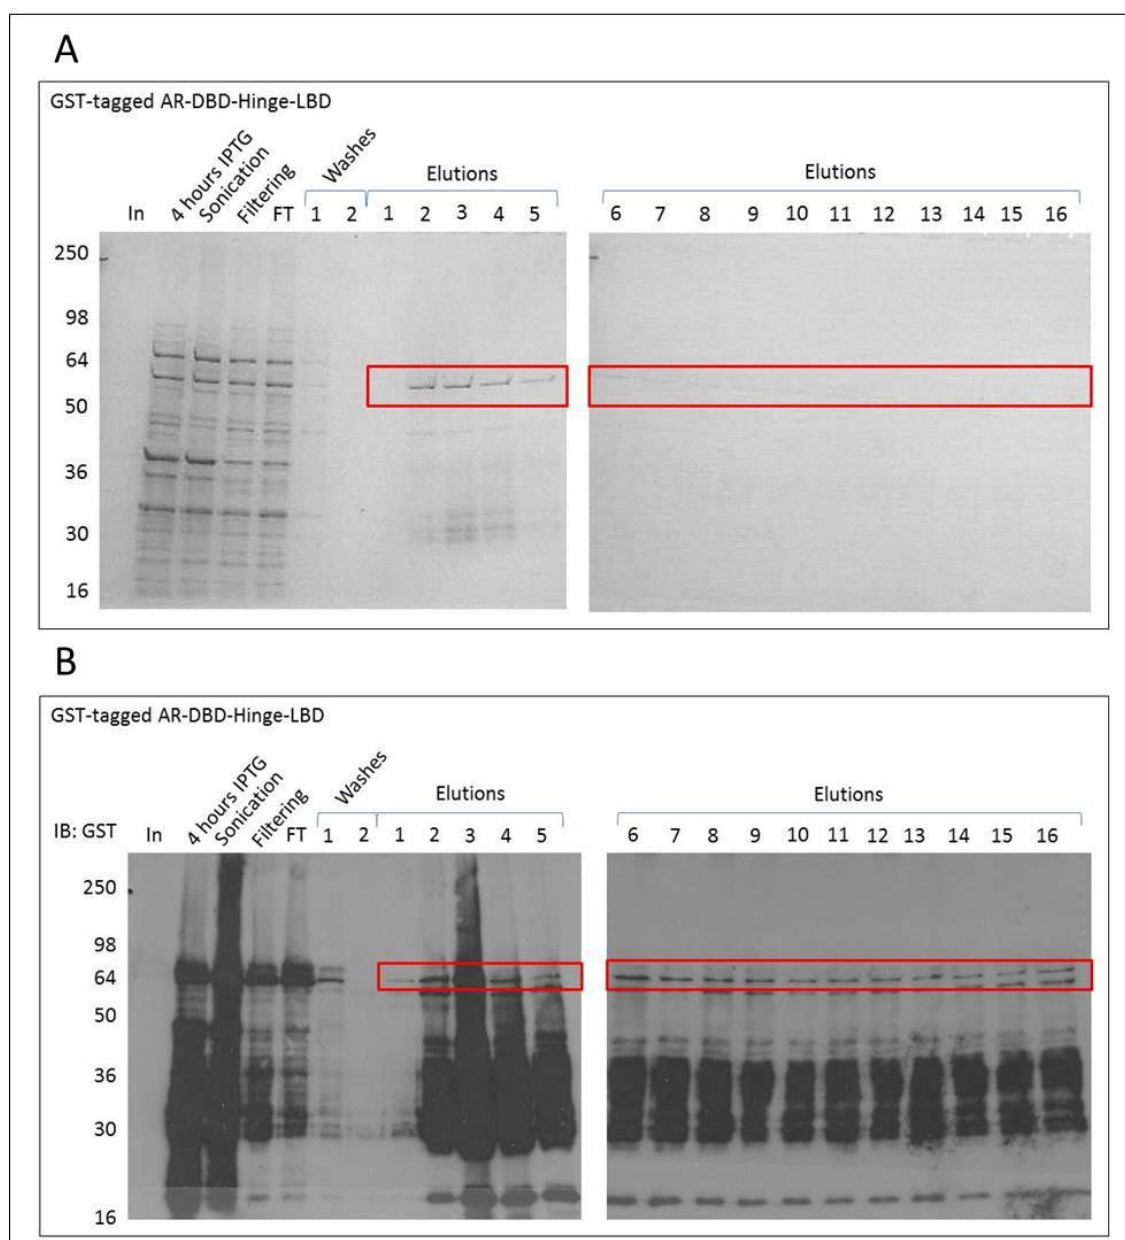 A
GST-tagged AR-DBD-Hinge-LBD
In 4 hours IPTG Sonication Filtering FT Washes 1 2 Elutions 1 2 3 4 5
Elutions 6 7 8 9 10 11 12 13 14 15 16
250
98
64
50
36
30
16
B
GST-tagged AR-DBD-Hinge-LBD
IB: GST In 4 hours IPTG Sonication Filtering FT Washes 1 2 Elutions 1 2 3 4 5
Elutions 6 7 8 9 10 11 12 13 14 15 16
250
98
64
50
36
30
16